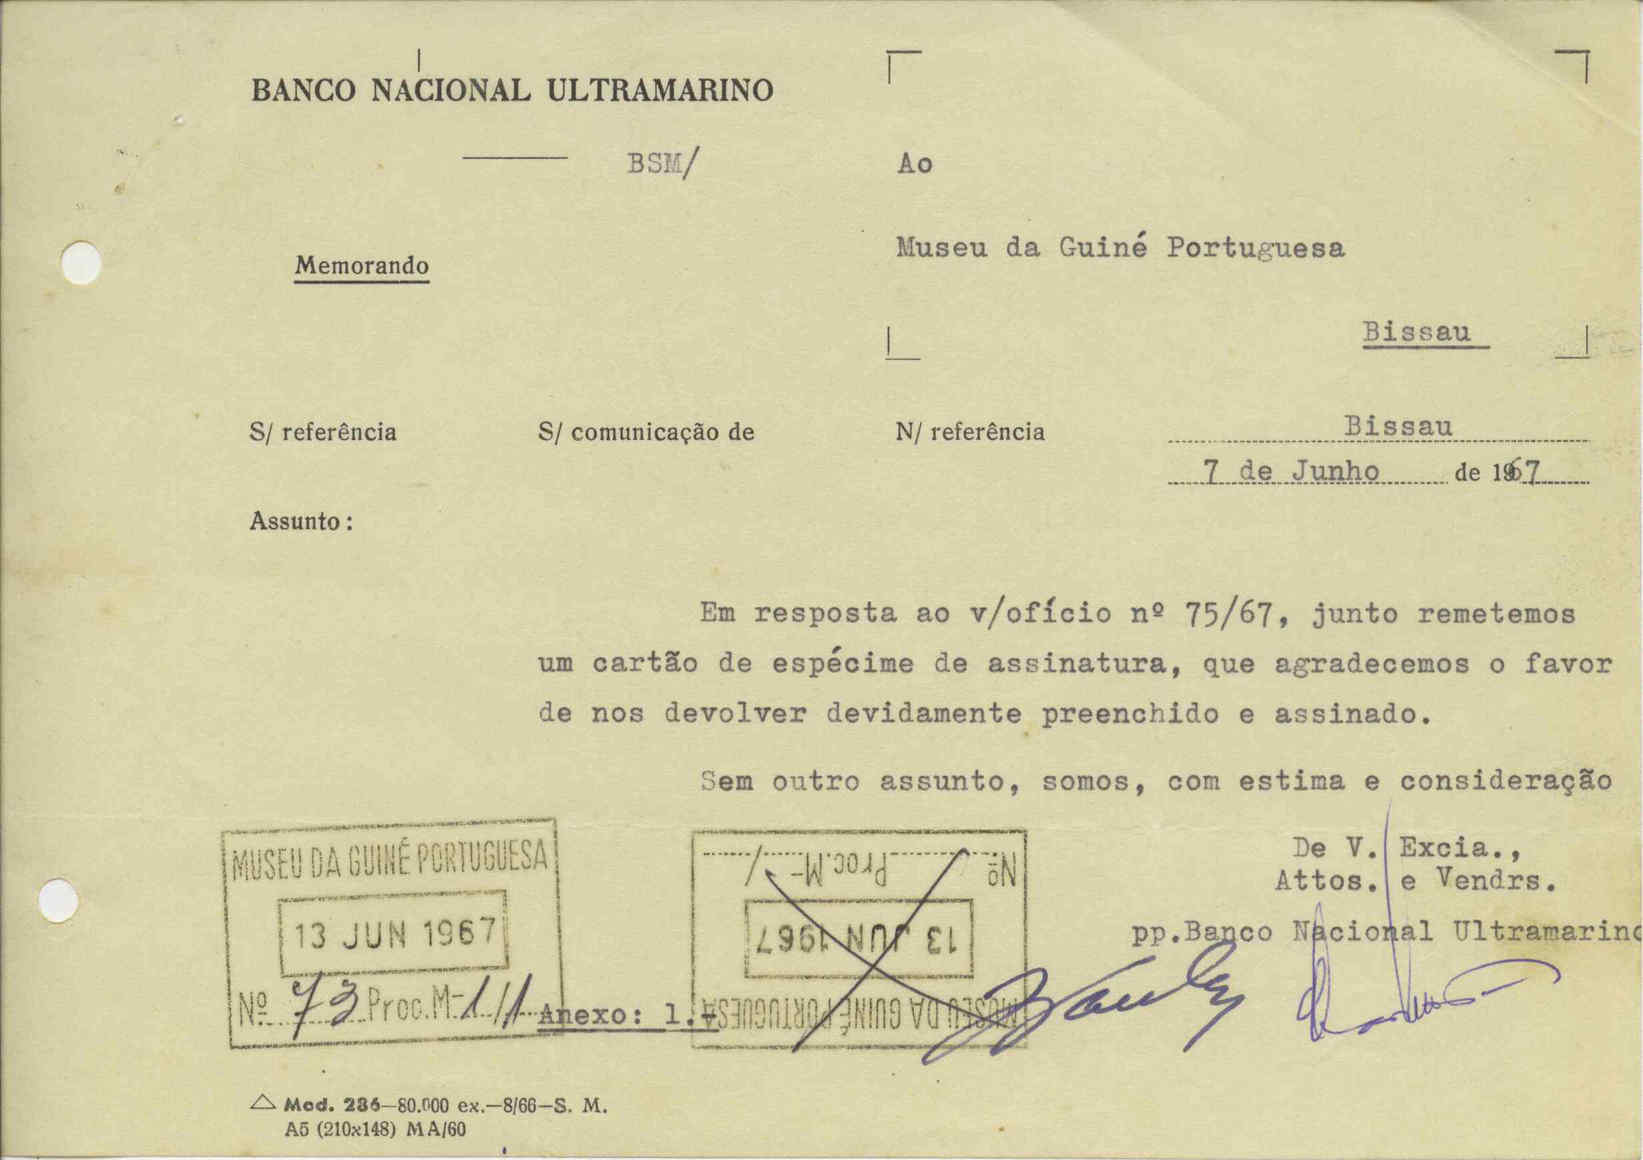 BANCO NACIONAL ULTRAMARINO
BSM/
Memorando
Ao
Museu da Guiné Portuguesa
Bissau
S/ referência
S/ comunicação de
N/ referência
Bissau
7 de Junho de 1967
Assunto:
Em resposta ao v/ofício nº 75/67, junto remetemos
um cartão de espécime de assinatura, que agradecemos o favor
de nos devolver devidamente preenchido e assinado.
Sem outro assunto, somos, com estima e consideração
De V. Excia.,
Attos. e Vendrs.
pp.Banco Nacional Ultramarino
MUSEU DA GUINÉ PORTUGUESA
13 JUN 1967
Nº 73 Proc. M-1/1
Anexo: 1.-
MUSEU DA GUINÉ PORTUGUESA
13 JUN 1967
Nº Proc. M- /
Mod. 236—80.000 ex.—8/66—S. M.
A5 (210x148) MA/60